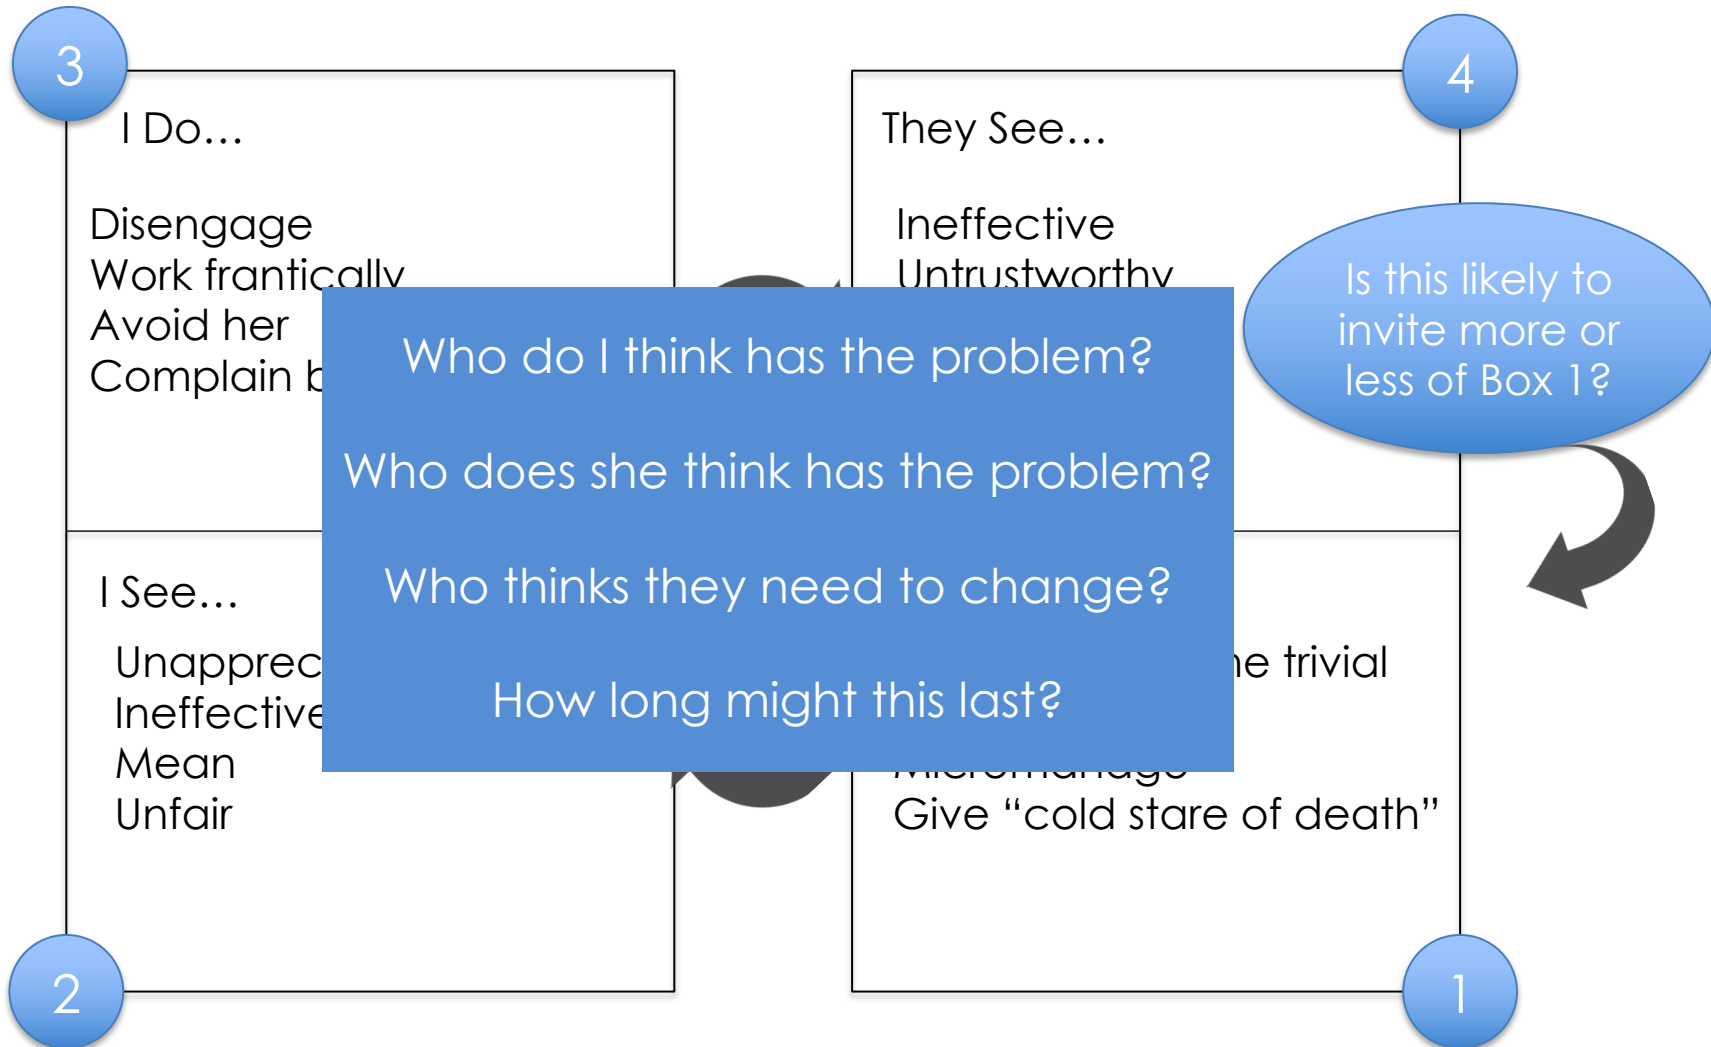 3
I Do…
Disengage
Work frantically
Avoid her
Complain
4
They See…
Ineffective
Untrustworthy
Is this likely to
invite more or
less of Box 1?
Who do I think has the problem?
Who does she think has the problem?
Who thinks they need to change?
How long might this last?
I See…
Ineffective
Mean
Unfair
2
trivial
Micromanage
Give “cold stare of death”
1